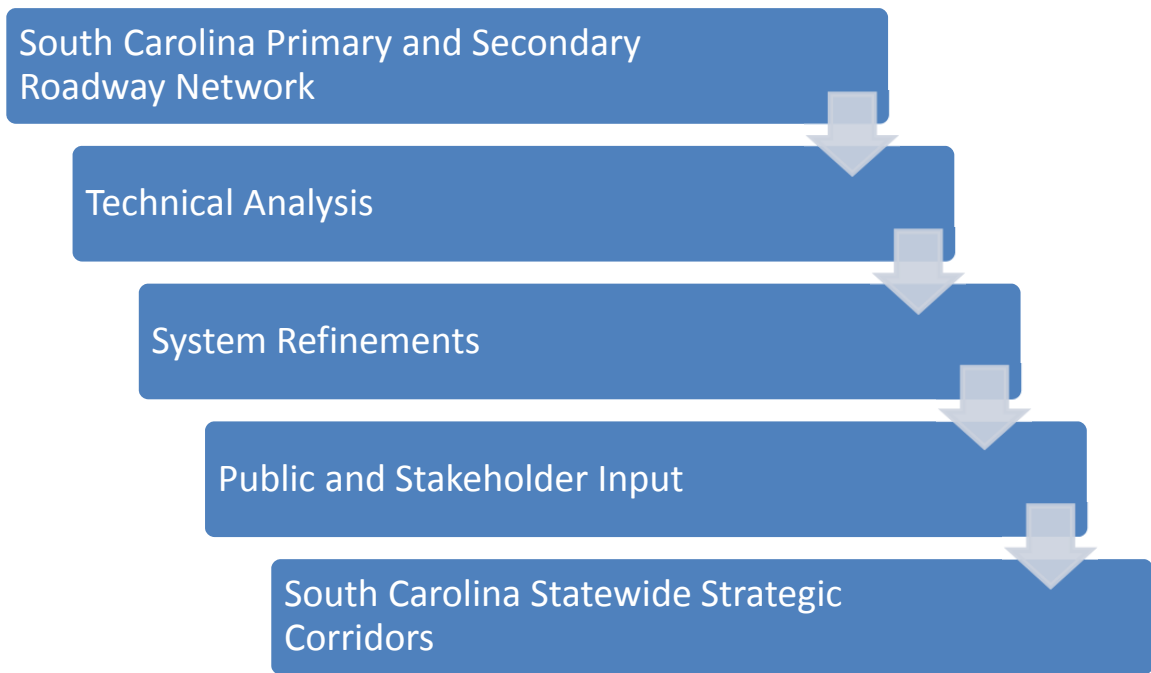 South Carolina Primary and Secondary
Roadway Network
Technical Analysis
System Refinements
Public and Stakeholder Input
South Carolina Statewide Strategic
Corridors